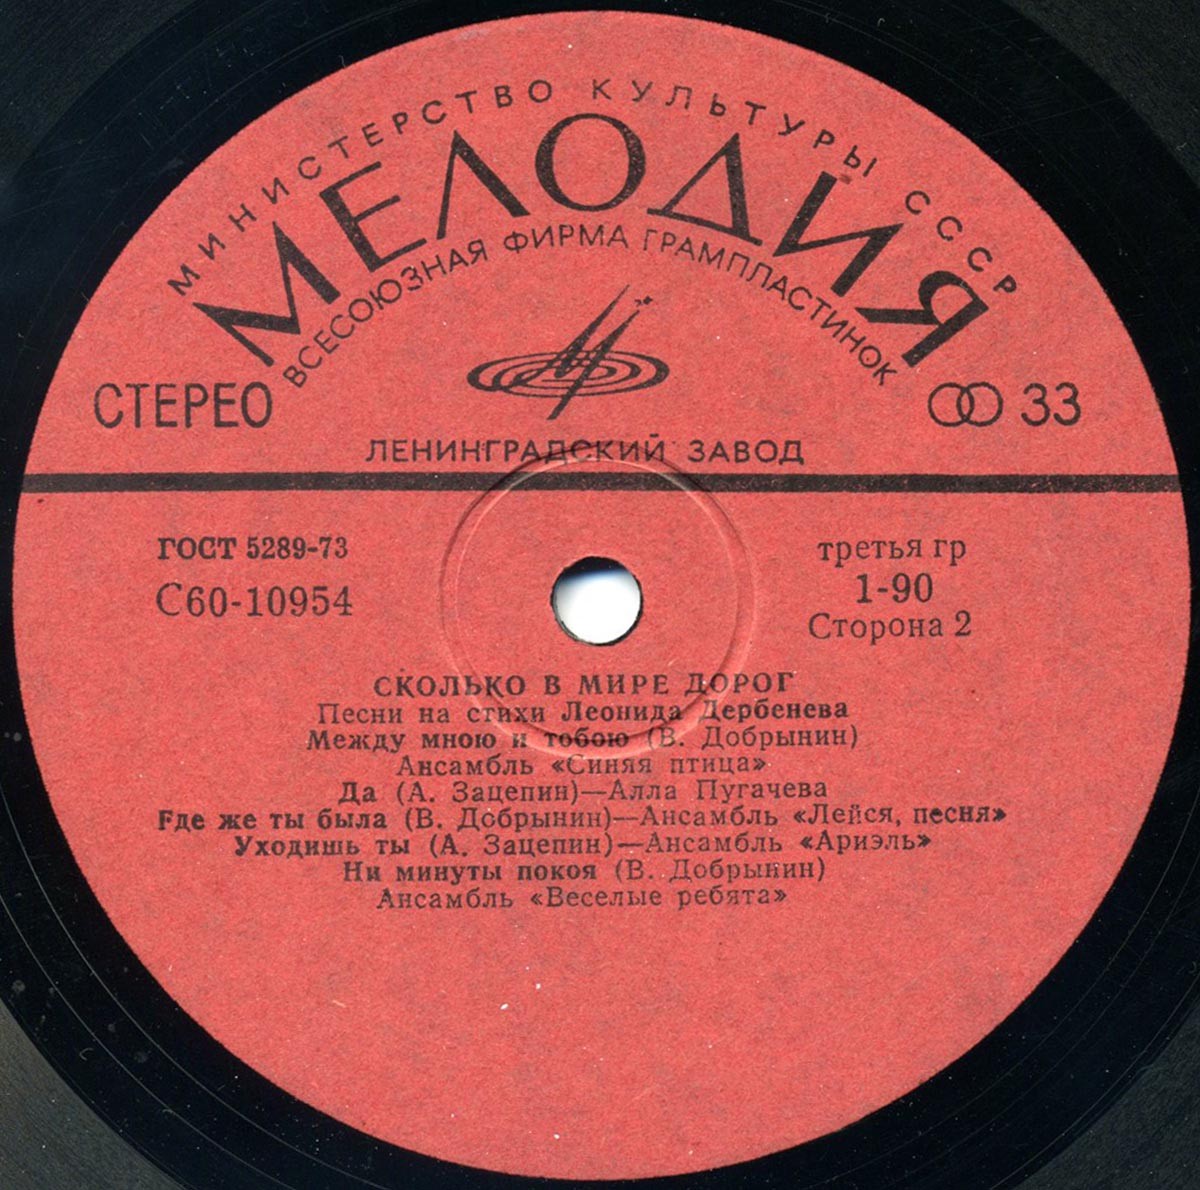 МИНИСТЕРСТВО КУЛЬТУРЫ СССР
МЕЛОДИЯ
ВСЕСОЮЗНАЯ ФИРМА ГРАМПЛАСТИНОК
СТЕРЕО
33
ЛЕНИНГРАДСКИЙ ЗАВОД
ГОСТ 5289-73
С60-10954
третья гр
1-90
Сторона 2
СКОЛЬКО В МИРЕ ДОРОГ
Песни на стихи Леонида Дербенева
Между мною и тобою (В. Добрынин)
Ансамбль «Синяя птица»
Да (А. Зацепин)—Алла Пугачева
Где же ты была (В. Добрынин)—Ансамбль «Лейся, песня»
Уходишь ты (А. Зацепин)—Ансамбль «Ариэль»
Ни минуты покоя (В. Добрынин)
Ансамбль «Веселые ребята»